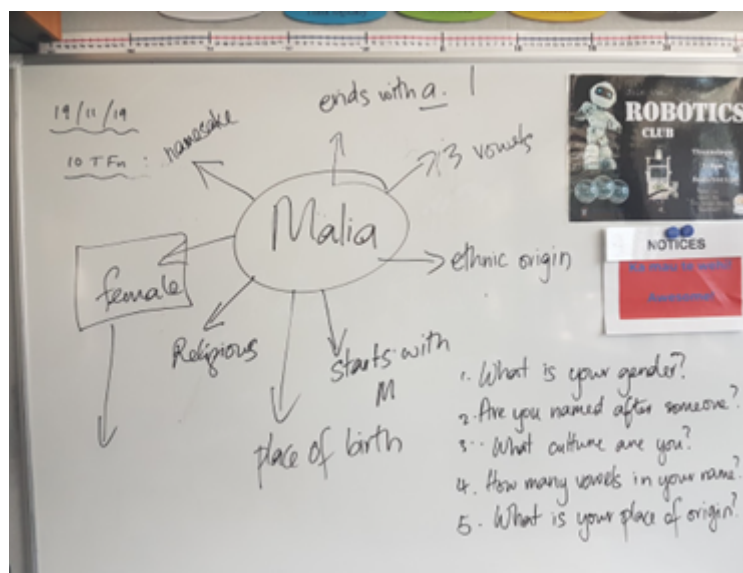 19/11/19
10 TFn :
namesake
ends with a.
3 vowels
Malia
ethnic origin
female
Religious
Starts with
M
place of birth
1. What is your gender?
2. Are you named after someone?
3. What culture are you?
4. How many vowels in your name?
5. What is your place of origin?
ROBOTICS
CLUB
NOTICES